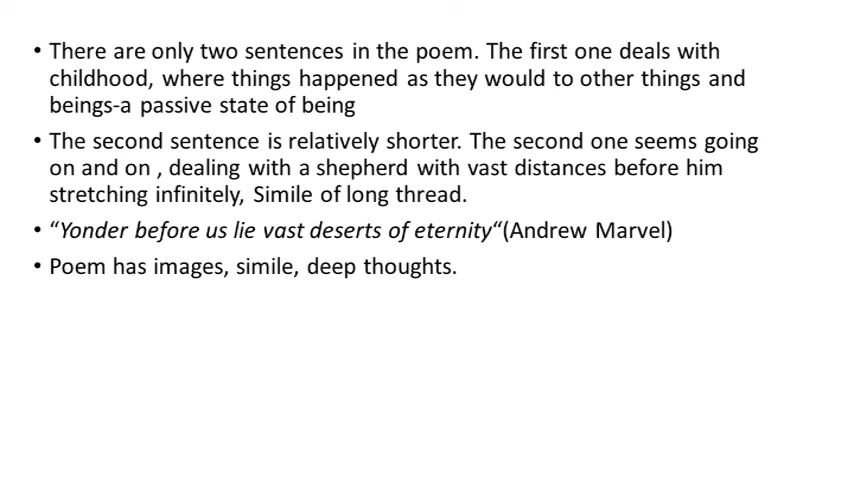 • There are only two sentences in the poem. The first one deals with
childhood, where things happened as they would to other things and
beings-a passive state of being
• The second sentence is relatively shorter. The second one seems going
on and on , dealing with a shepherd with vast distances before him
stretching infinitely, Simile of long thread.
• “Yonder before us lie vast deserts of eternity“(Andrew Marvel)
• Poem has images, simile, deep thoughts.